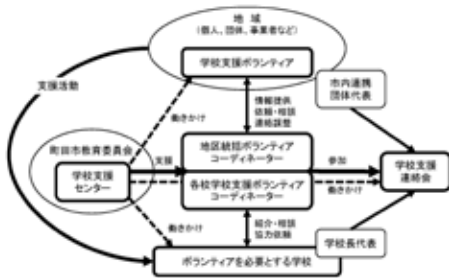 地 域
(個人、団体、事業者など)
学校支援ボランティア
支援活動
市内連携
団体代表
働きかけ
情報提供
依頼・相談
連絡調整
町田市教育委員会
学校支援
センター
支援
地区統括ボランティア
コーディネーター
参加
学校支援
連絡会
各校学校支援ボランティア
コーディネーター
働きかけ
働きかけ
紹介・相談
協力依頼
学校長代表
ボランティアを必要とする学校